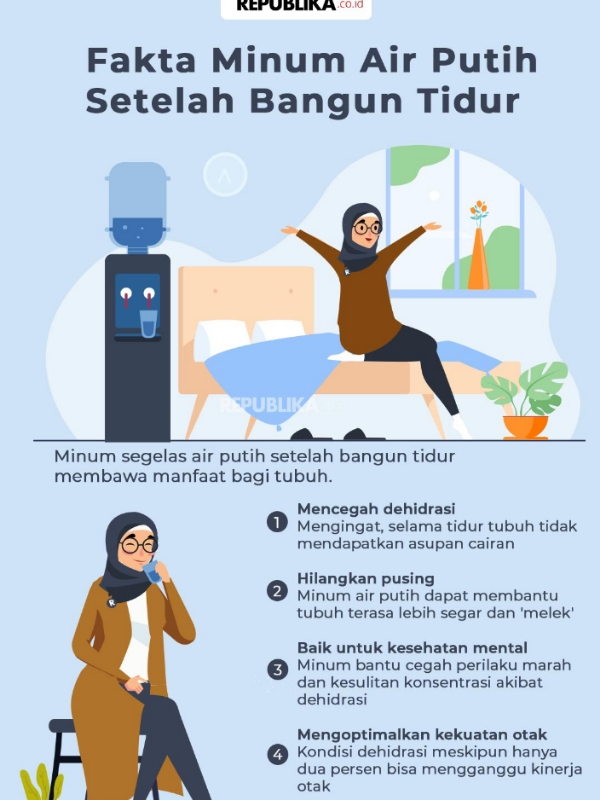 REPUBLIKA.co.id
Fakta Minum Air Putih
Setelah Bangun Tidur
REPUBLIKA
Minum segelas air putih setelah bangun tidur
membawa manfaat bagi tubuh.
1 Mencegah dehidrasi
Mengingat, selama tidur tubuh tidak
mendapatkan asupan cairan
2 Hilangkan pusing
Minum air putih dapat membantu
tubuh terasa lebih segar dan 'melek'
3 Baik untuk kesehatan mental
Minum bantu cegah perilaku marah
dan kesulitan konsentrasi akibat
dehidrasi
4 Mengoptimalkan kekuatan otak
Kondisi dehidrasi meskipun hanya
dua persen bisa mengganggu kinerja
otak